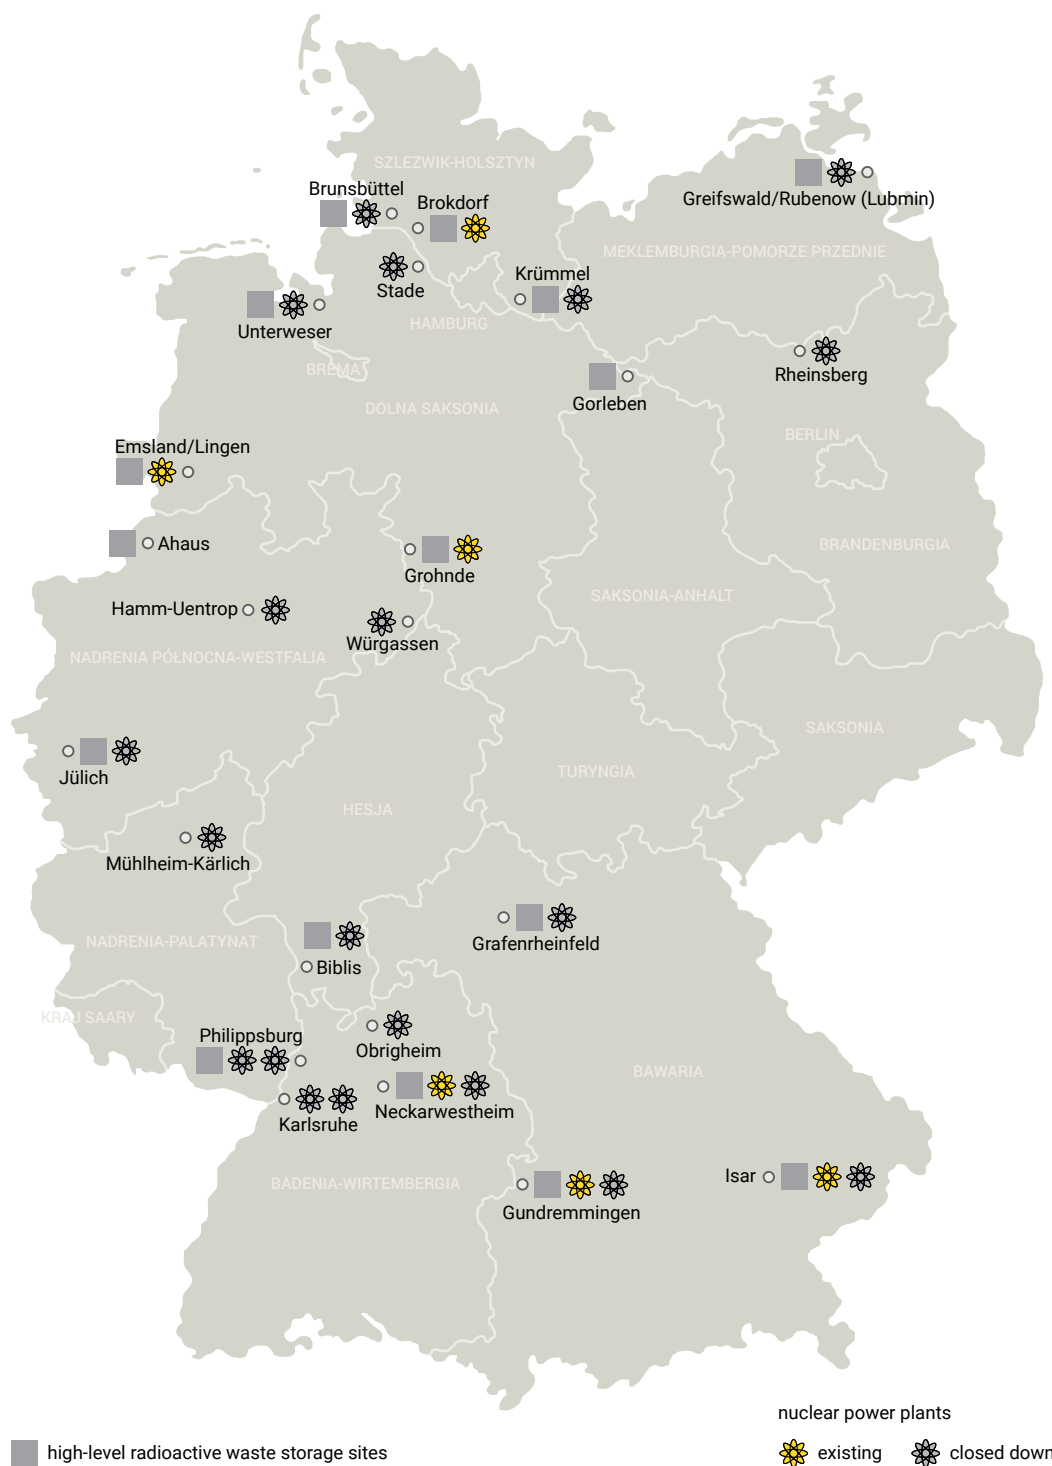 SZLEZWIK-HOLSZTYN
Brunsbüttel
Brokdorf
Greifswald/Rubenow (Lubmin)
MEKLEMBURGIA-POMORZE PRZEDNIE
Stade
Krümmel
Unterweser
HAMBURG
BREMA
Rheinsberg
Gorleben
DOLNA SAKSONIA
BERLIN
Emsland/Lingen
Ahaus
BRANDENBURGIA
Grohnde
SAKSONIA-ANHALT
Hamm-Uentrop
Würgassen
NADRENIA PÓŁNOCNA-WESTFALIA
SAKSONIA
Jülich
TURYNGIA
HESJA
Mühlheim-Kärlich
NADRENIA-PALATYNAT
Grafenrheinfeld
Biblis
KRAJ SAARY
Philippsburg
Obrigheim
BAWARIA
Neckarwestheim
Karlsruhe
BADENIA-WIRTEMBERGIA
Isar
Gundremmingen
nuclear power plants
high-level radioactive waste storage sites
existing
closed down